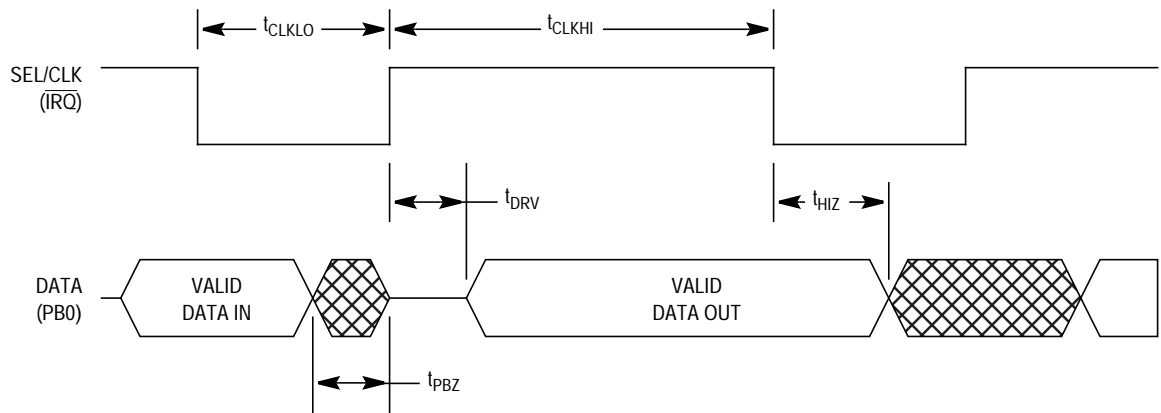 tCLKLO
tCLKHI
SEL/CLK
(IRQ)
tDRV
tHIZ
DATA
(PB0)
VALID
DATA IN
VALID
DATA OUT
tPBZ